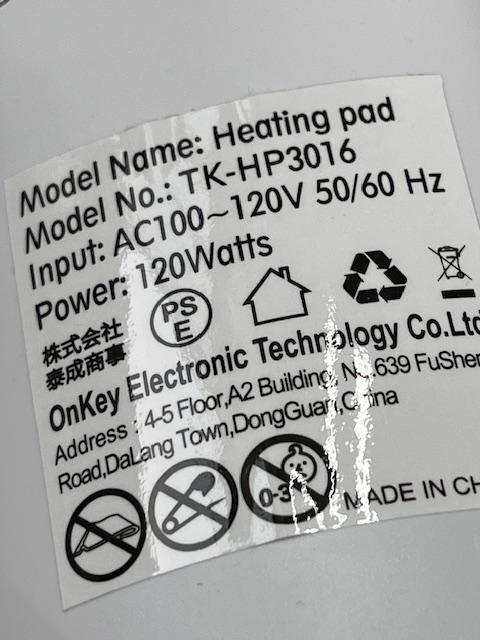 Model Name: Heating pad
Model No.: TK-HP3016
Input: AC100~120V 50/60 Hz
Power: 120Watts
株式会社
泰成商事
PS
E
OnKey Electronic Technology Co.Ltd
Address : 4-5 Floor,A2 Building, No.639 FuShen
Road,DaLang Town,DongGuan,China
0-3
MADE IN CH